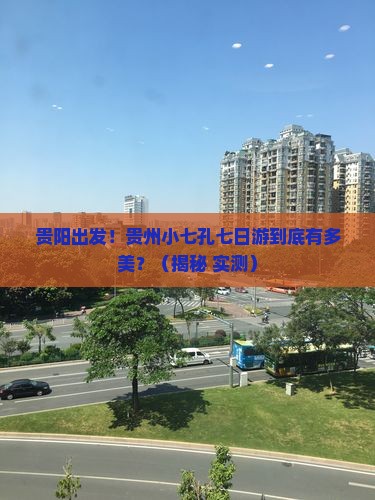 贵阳出发！贵州小七孔七日游到底有多
美？（揭秘 实测）